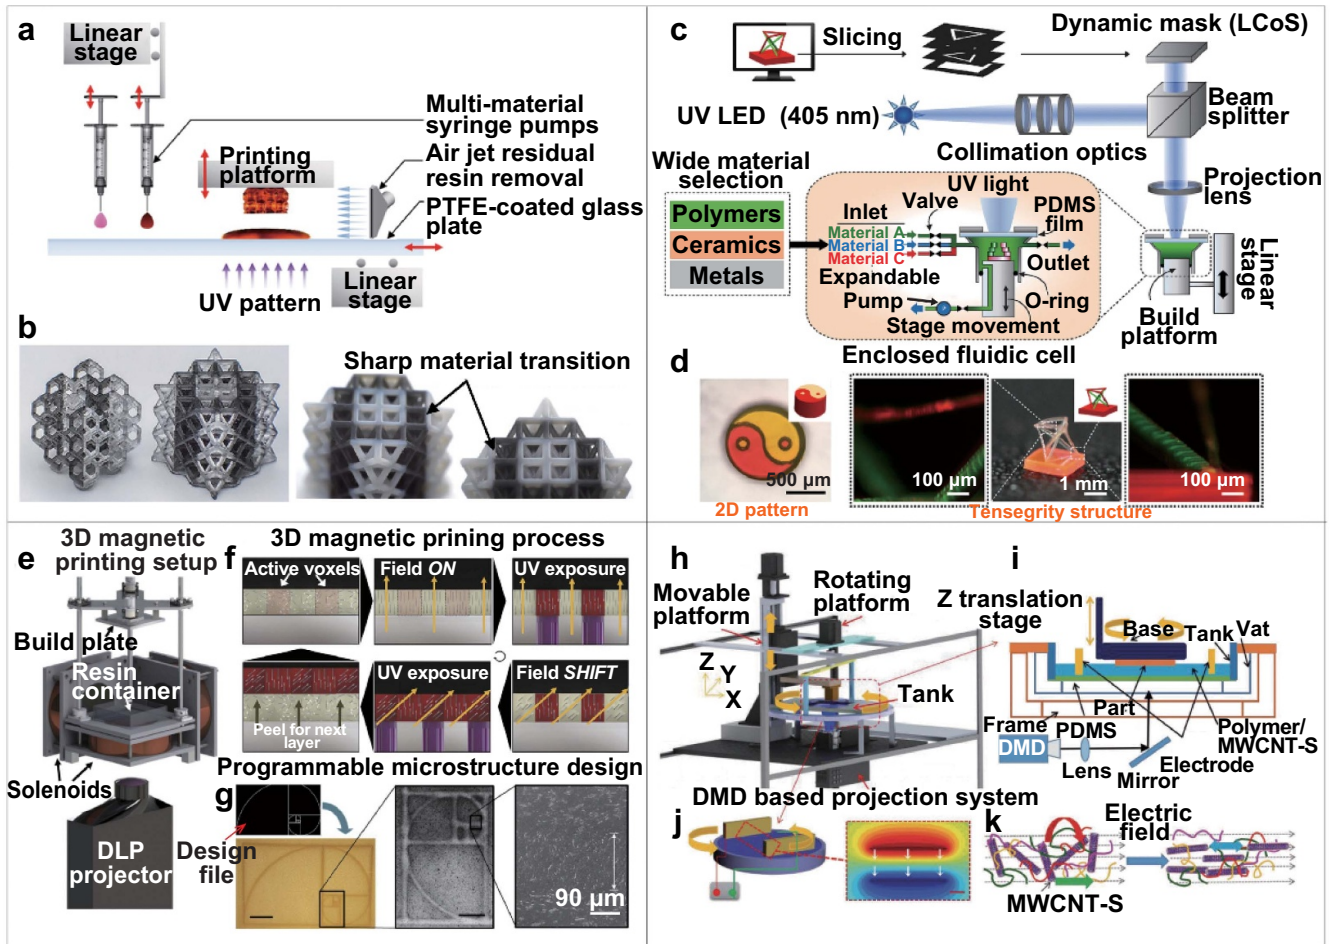 a
Linear
stage
Multi-material
syringe pumps
Printing
platform
Air jet residual
resin removal
PTFE-coated glass
plate
UV pattern
Linear
stage
b
Sharp material transition
c
Slicing
Dynamic mask (LCoS)
UV LED (405 nm)
Beam
splitter
Collimation optics
Wide material
selection
Polymers
Ceramics
Metals
UV light
Projection
lens
Inlet
Valve
PDMS
film
Material A
Material B
Material C
Expandable
Outlet
Pump
O-ring
Stage movement
Linear
stage
Build
platform
Enclosed fluidic cell
d
500 µm
100 µm
1 mm
100 µm
2D pattern
Tensegrity structure
e
3D magnetic
printing setup
Build plate
Resin
container
Solenoids
DLP
projector
f
3D magnetic prining process
Active voxels
Field ON
UV exposure
UV exposure
Field SHIFT
Peel for next
layer
Programmable microstructure design
g
Design
file
90 µm
h
Movable
platform
Rotating
platform
Z
Y
X
Tank
DMD based projection system
i
Z translation
stage
Base
Tank
Vat
Part
Frame
PDMS
Polymer/
MWCNT-S
DMD
Lens
Mirror
Electrode
j
k
Electric
field
MWCNT-S